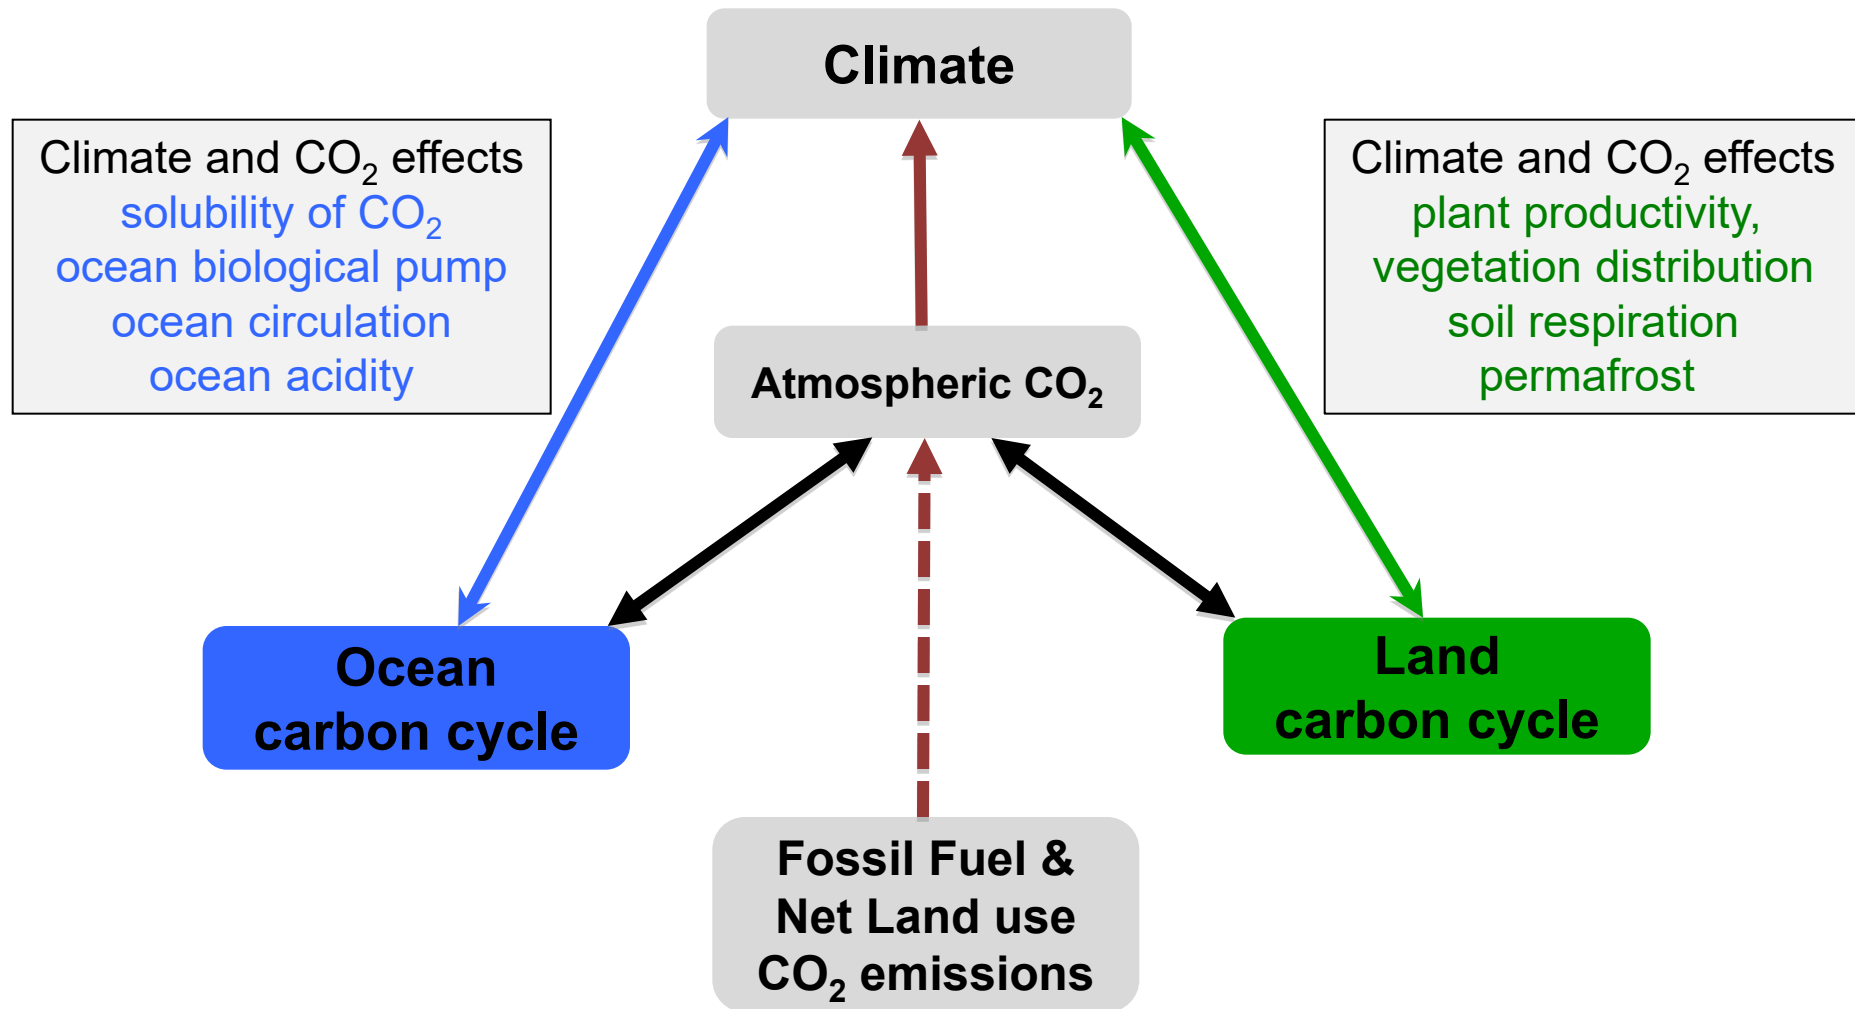 Climate
Climate and CO₂ effects
solubility of CO₂
ocean biological pump
ocean circulation
ocean acidity
Climate and CO₂ effects
plant productivity,
vegetation distribution
soil respiration
permafrost
Atmospheric CO₂
Ocean
carbon cycle
Land
carbon cycle
Fossil Fuel &
Net Land use
CO₂ emissions